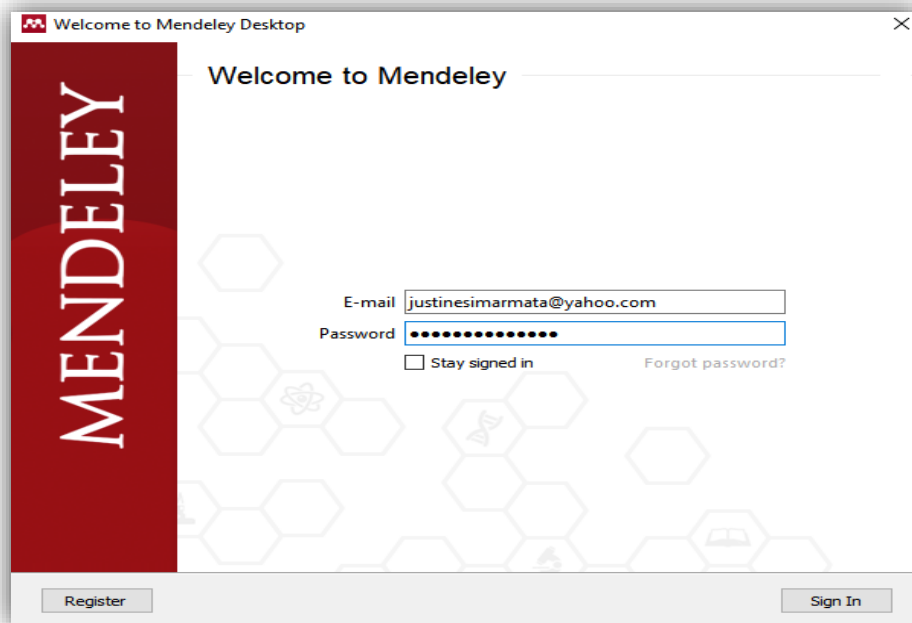 Welcome to Mendeley Desktop
MENDELEY
Welcome to Mendeley
E-mail justinesimarmata@yahoo.com
Password ••••••••••••••
Stay signed in Forgot password?
Register Sign In